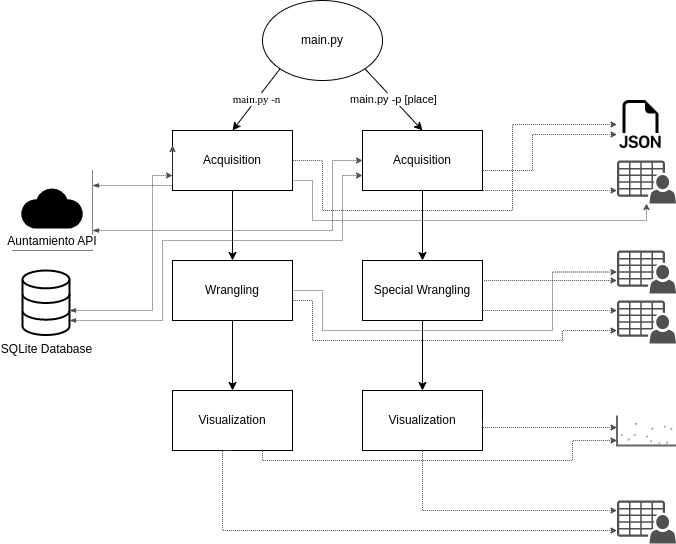 main.py
main.py -n
main.py -p [place]
Acquisition
Acquisition
JSON
Auntamiento API
Wrangling
Special Wrangling
SQLite Database
Visualization
Visualization